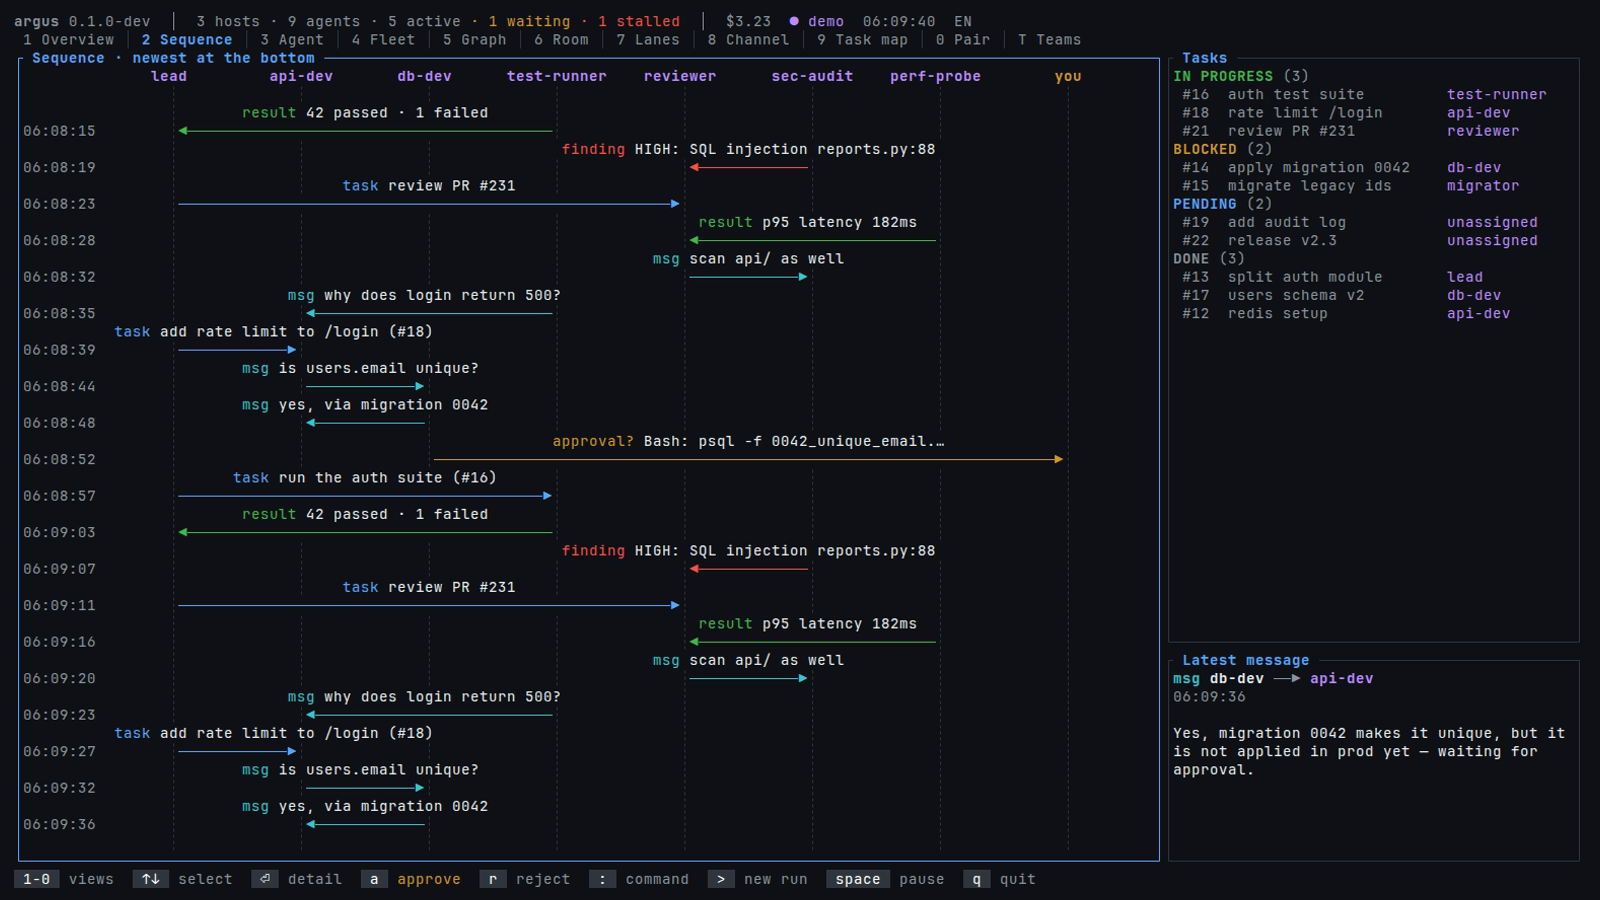 argus 0.1.0-dev │ 3 hosts · 9 agents · 5 active · 1 waiting · 1 stalled │ $3.23 ● demo 06:09:40 EN
1 Overview │ 2 Sequence │ 3 Agent │ 4 Fleet │ 5 Graph │ 6 Room │ 7 Lanes │ 8 Channel │ 9 Task map │ 0 Pair │ T Teams
Sequence · newest at the bottom
lead api-dev db-dev test-runner reviewer sec-audit perf-probe you
result 42 passed · 1 failed
06:08:15
finding HIGH: SQL injection reports.py:88
06:08:19
task review PR #231
06:08:23
result p95 latency 182ms
06:08:28
msg scan api/ as well
06:08:32
msg why does login return 500?
06:08:35
task add rate limit to /login (#18)
06:08:39
msg is users.email unique?
06:08:44
msg yes, via migration 0042
06:08:48
approval? Bash: psql -f 0042_unique_email.…
06:08:52
task run the auth suite (#16)
06:08:57
result 42 passed · 1 failed
06:09:03
finding HIGH: SQL injection reports.py:88
06:09:07
task review PR #231
06:09:11
result p95 latency 182ms
06:09:16
msg scan api/ as well
06:09:20
msg why does login return 500?
06:09:23
task add rate limit to /login (#18)
06:09:27
msg is users.email unique?
06:09:32
msg yes, via migration 0042
06:09:36
Tasks
IN PROGRESS (3)
#16 auth test suite test-runner
#18 rate limit /login api-dev
#21 review PR #231 reviewer
BLOCKED (2)
#14 apply migration 0042 db-dev
#15 migrate legacy ids migrator
PENDING (2)
#19 add audit log unassigned
#22 release v2.3 unassigned
DONE (3)
#13 split auth module lead
#17 users schema v2 db-dev
#12 redis setup api-dev
Latest message
msg db-dev ──▶ api-dev
06:09:36
Yes, migration 0042 makes it unique, but it
is not applied in prod yet — waiting for
approval.
1-0 views ↑↓ select ⏎ detail a approve r reject : command > new run space pause q quit